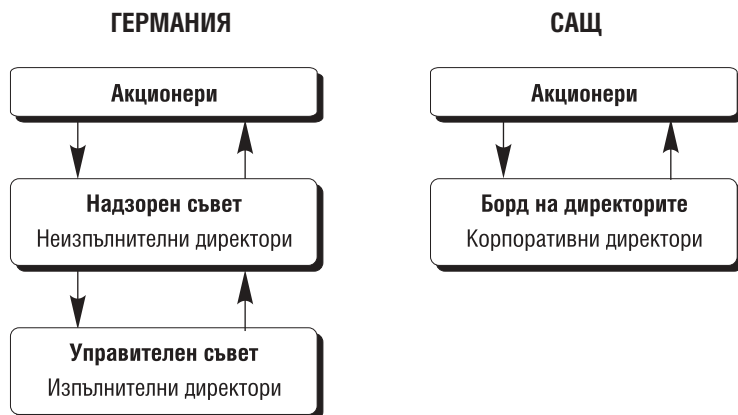 ГЕРМАНИЯ
Акционери
Надзорен съвет
Неизпълнителни директори
Управителен съвет
Изпълнителни директори
САЩ
Акционери
Борд на директорите
Корпоративни директори